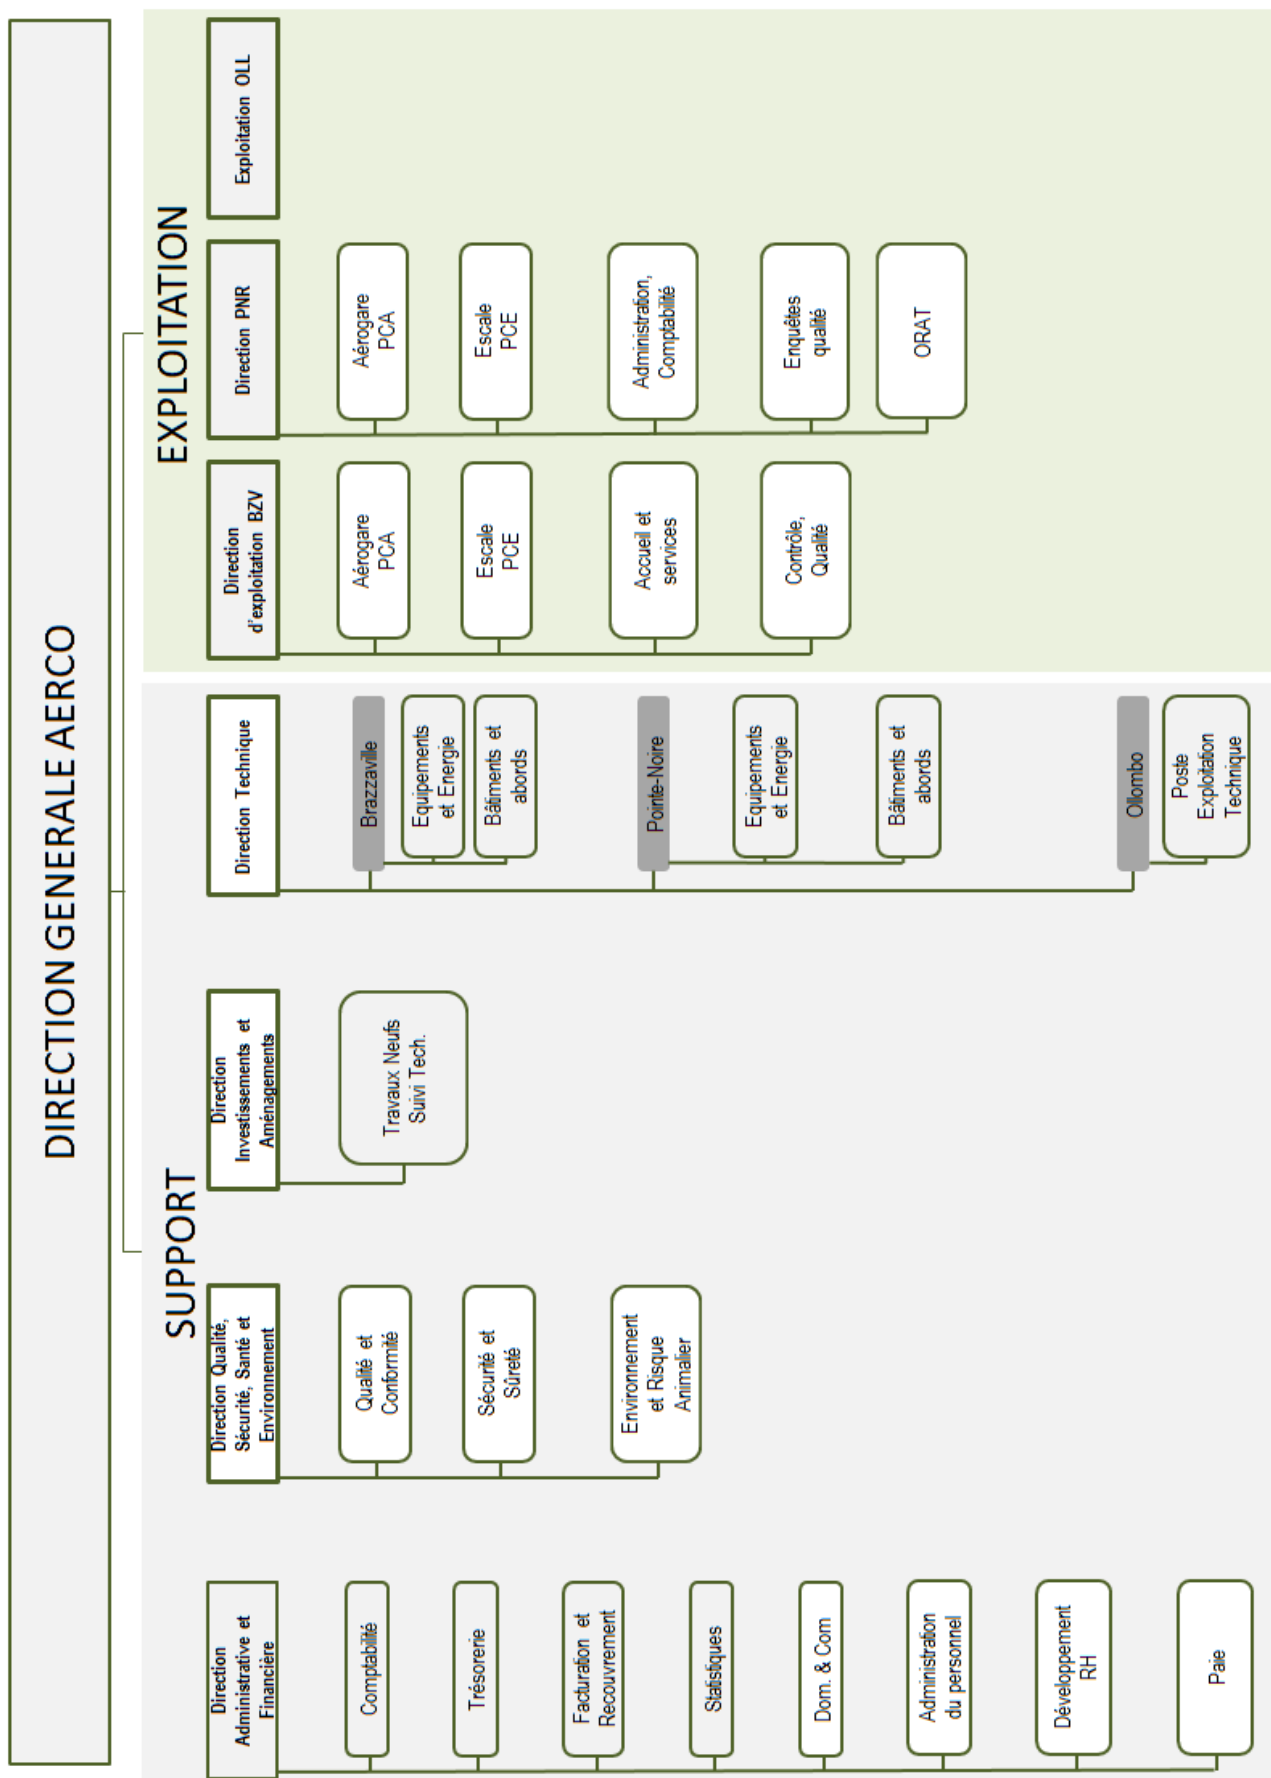 DIRECTION GENERALE AERCO
SUPPORT
EXPLOITATION
Direction
Administrative et
Financière
Comptabilité
Trésorerie
Facturation et
Recouvrement
Statistiques
Dom. & Com
Administration
du personnel
Développement
RH
Paie
Direction Qualité,
Sécurité, Santé et
Environnement
Qualité et
Conformité
Sécurité et
Sûreté
Environnement
et Risque
Animalier
Direction
Investissements et
Aménagements
Travaux Neufs
Suivi Tech.
Direction Technique
Brazzaville
Equipements
et Energie
Bâtiments et
abords
Pointe-Noire
Equipements
et Energie
Bâtiments et
abords
Ollombo
Poste
Exploitation
Technique
Direction
d'exploitation BZV
Aérogare
PCA
Escale
PCE
Accueil et
services
Contrôle,
Qualité
Direction PNR
Aérogare
PCA
Escale
PCE
Administration,
Comptabilité
Enquêtes
qualité
ORAT
Exploitation OLL